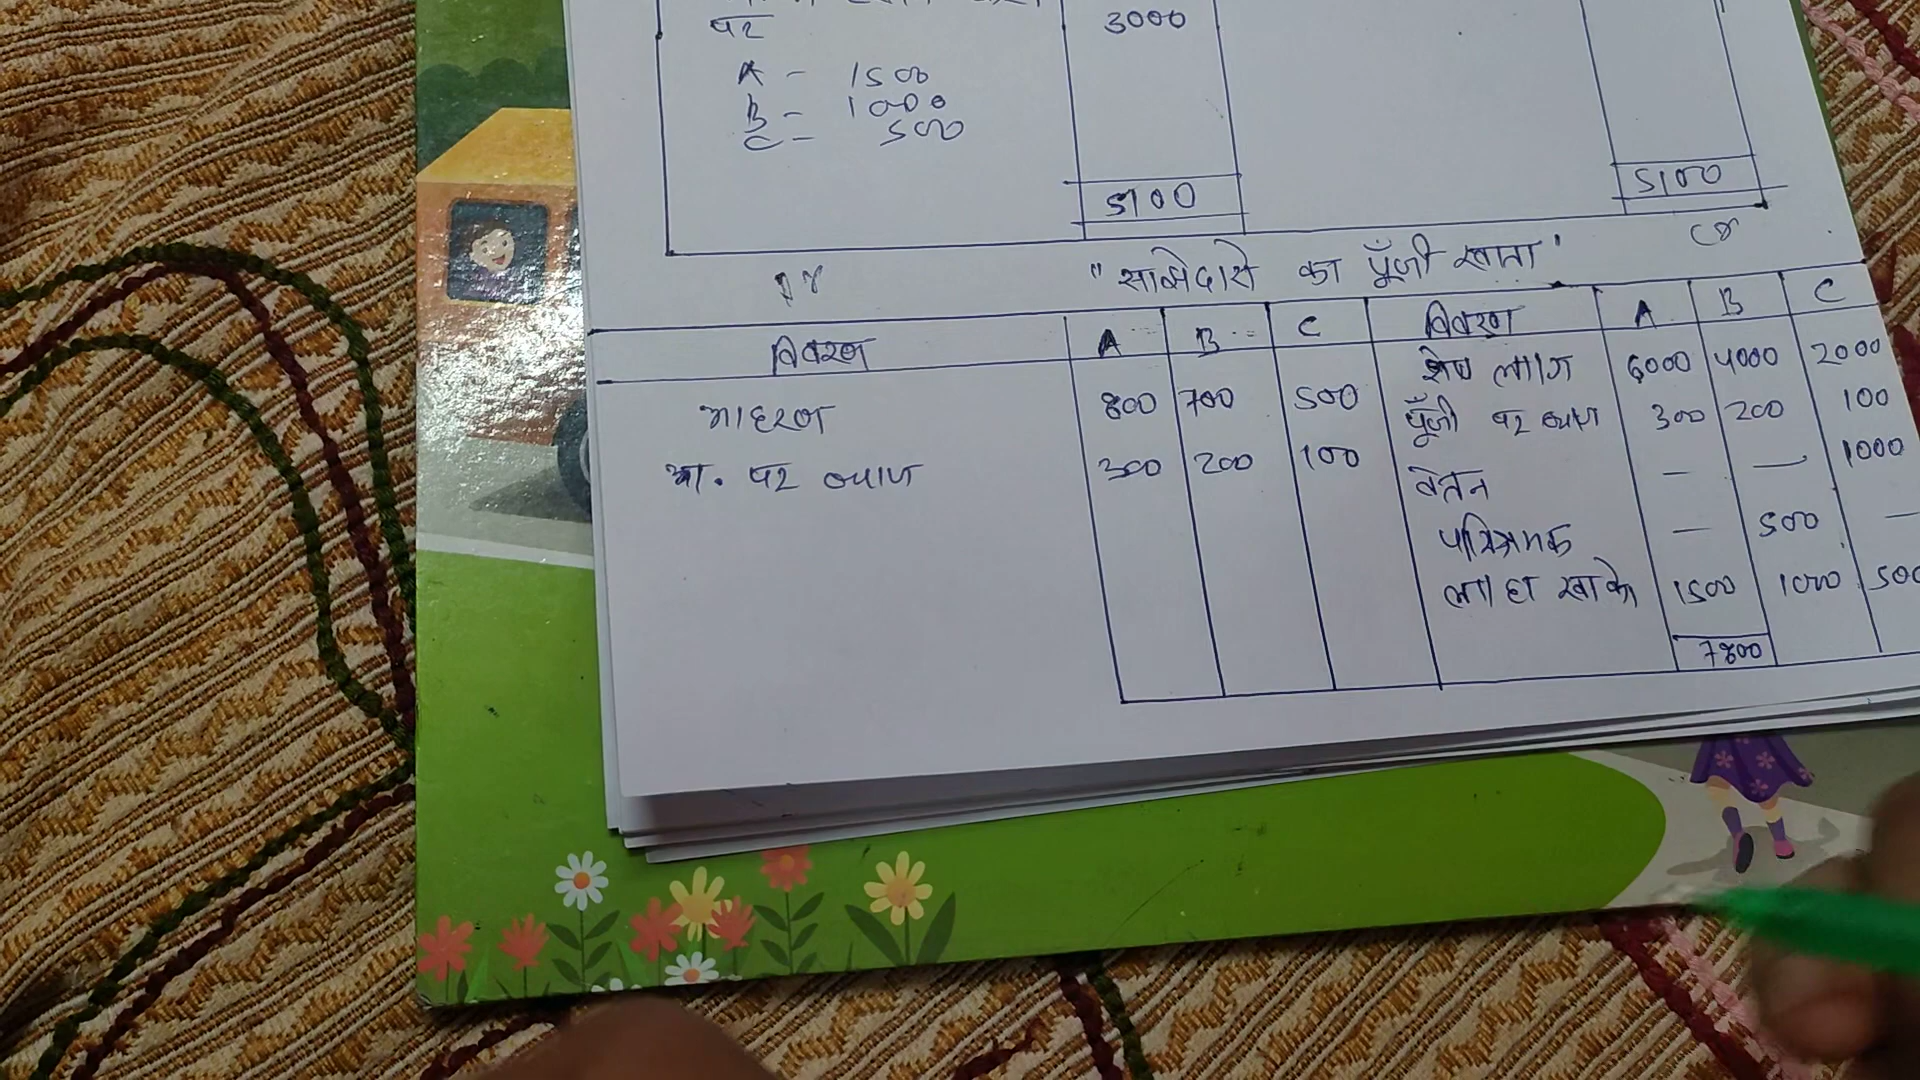 पर 3000
A - 1500
B - 1000
C - 500
5100 5100
Dr "साझेदारो का पूँजी खाता" Cr
विवरण A B C विवरण A B C
शेष ला/ग 6000 4000 2000
आहरण 800 700 500 पूँजी पर ब्याज 300 200 100
आ. पर ब्याज 300 200 100 वेतन — — 1000
पारिश्रमिक — 500 —
ला/हा खाके 1500 1000 500
7800